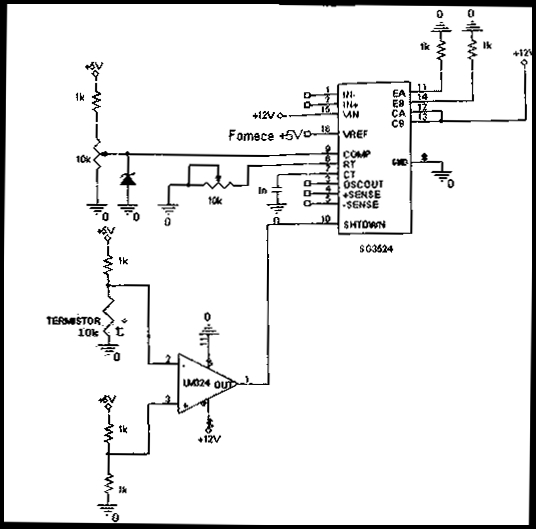 0
0
1k
1k
+12V
+5V
1k
10k
0
0
+12V
Fornece +5V
1
IN-
2
IN+
15
VIN
16
VREF
9
COMP
6
RT
7
CT
3
OSCOUT
4
+SENSE
5
-SENSE
10
SHTDWN
EA
11
EB
14
CA
12
CB
13
GND
8
0
SG3524
0
10k
1n
0
+5V
1k
TERMISTOR
10k
t°
0
0
11
2
-
LM324
OUT
1
3
+
4
+12V
+5V
1k
1k
0